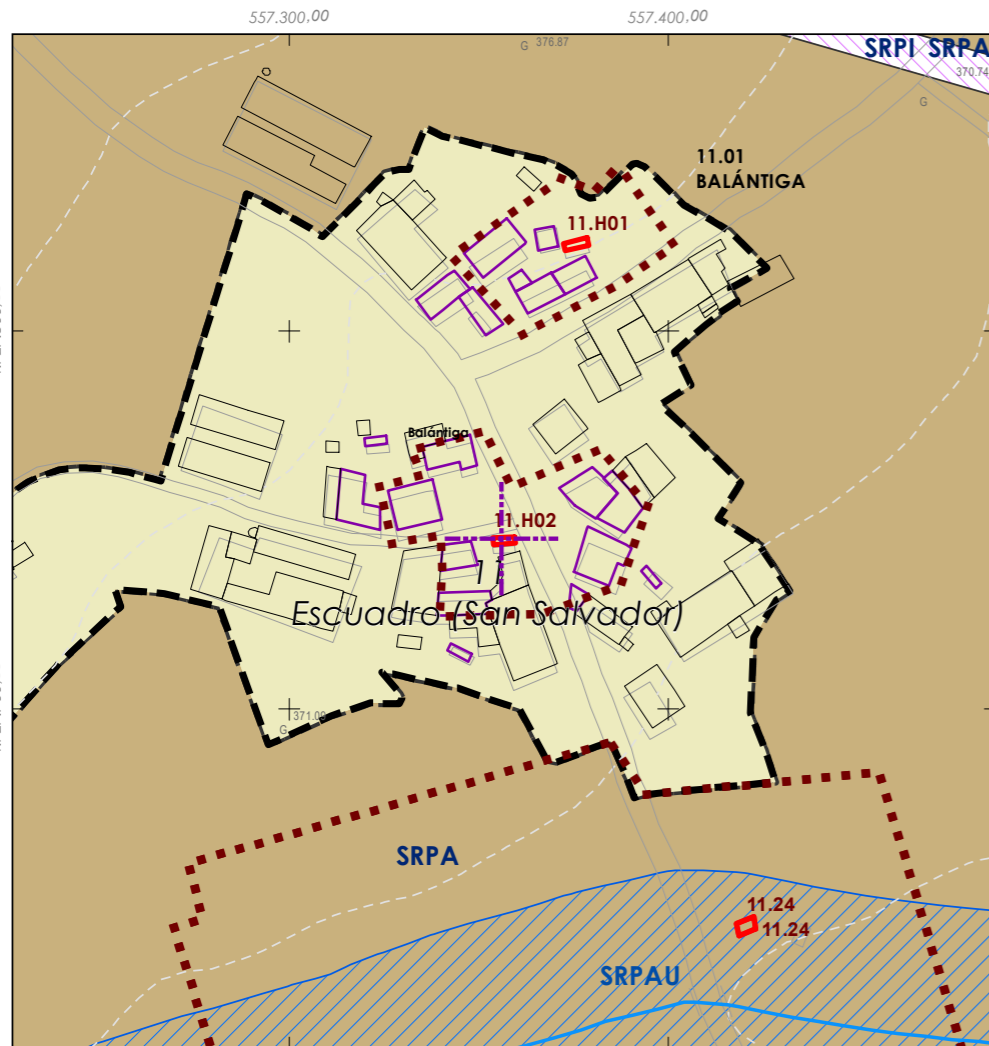 557.300,00
557.400,00
G 376.87
SRPI SRPA
370.74
G
11.01
BALÁNTIGA
11.H01
Balántiga
11.H02
11
Escuadro (San Salvador)
371.09
G
SRPA
11.24
11.24
SRPAU